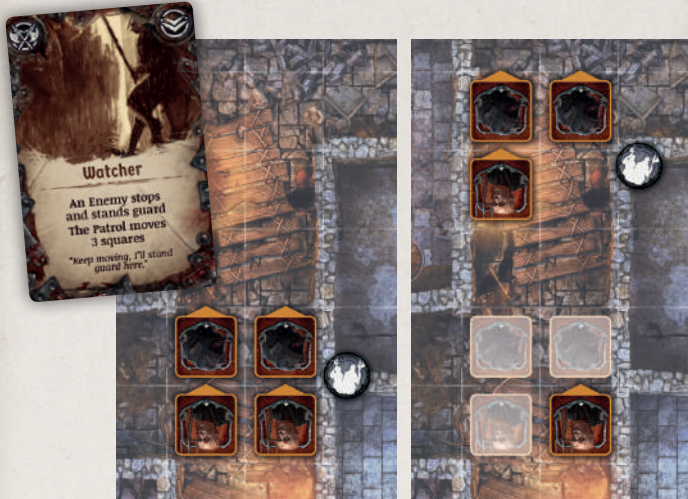 Watcher
An Enemy stops
and stands guard
The Patrol moves
3 squares
"Keep moving, I'll stand
guard here."